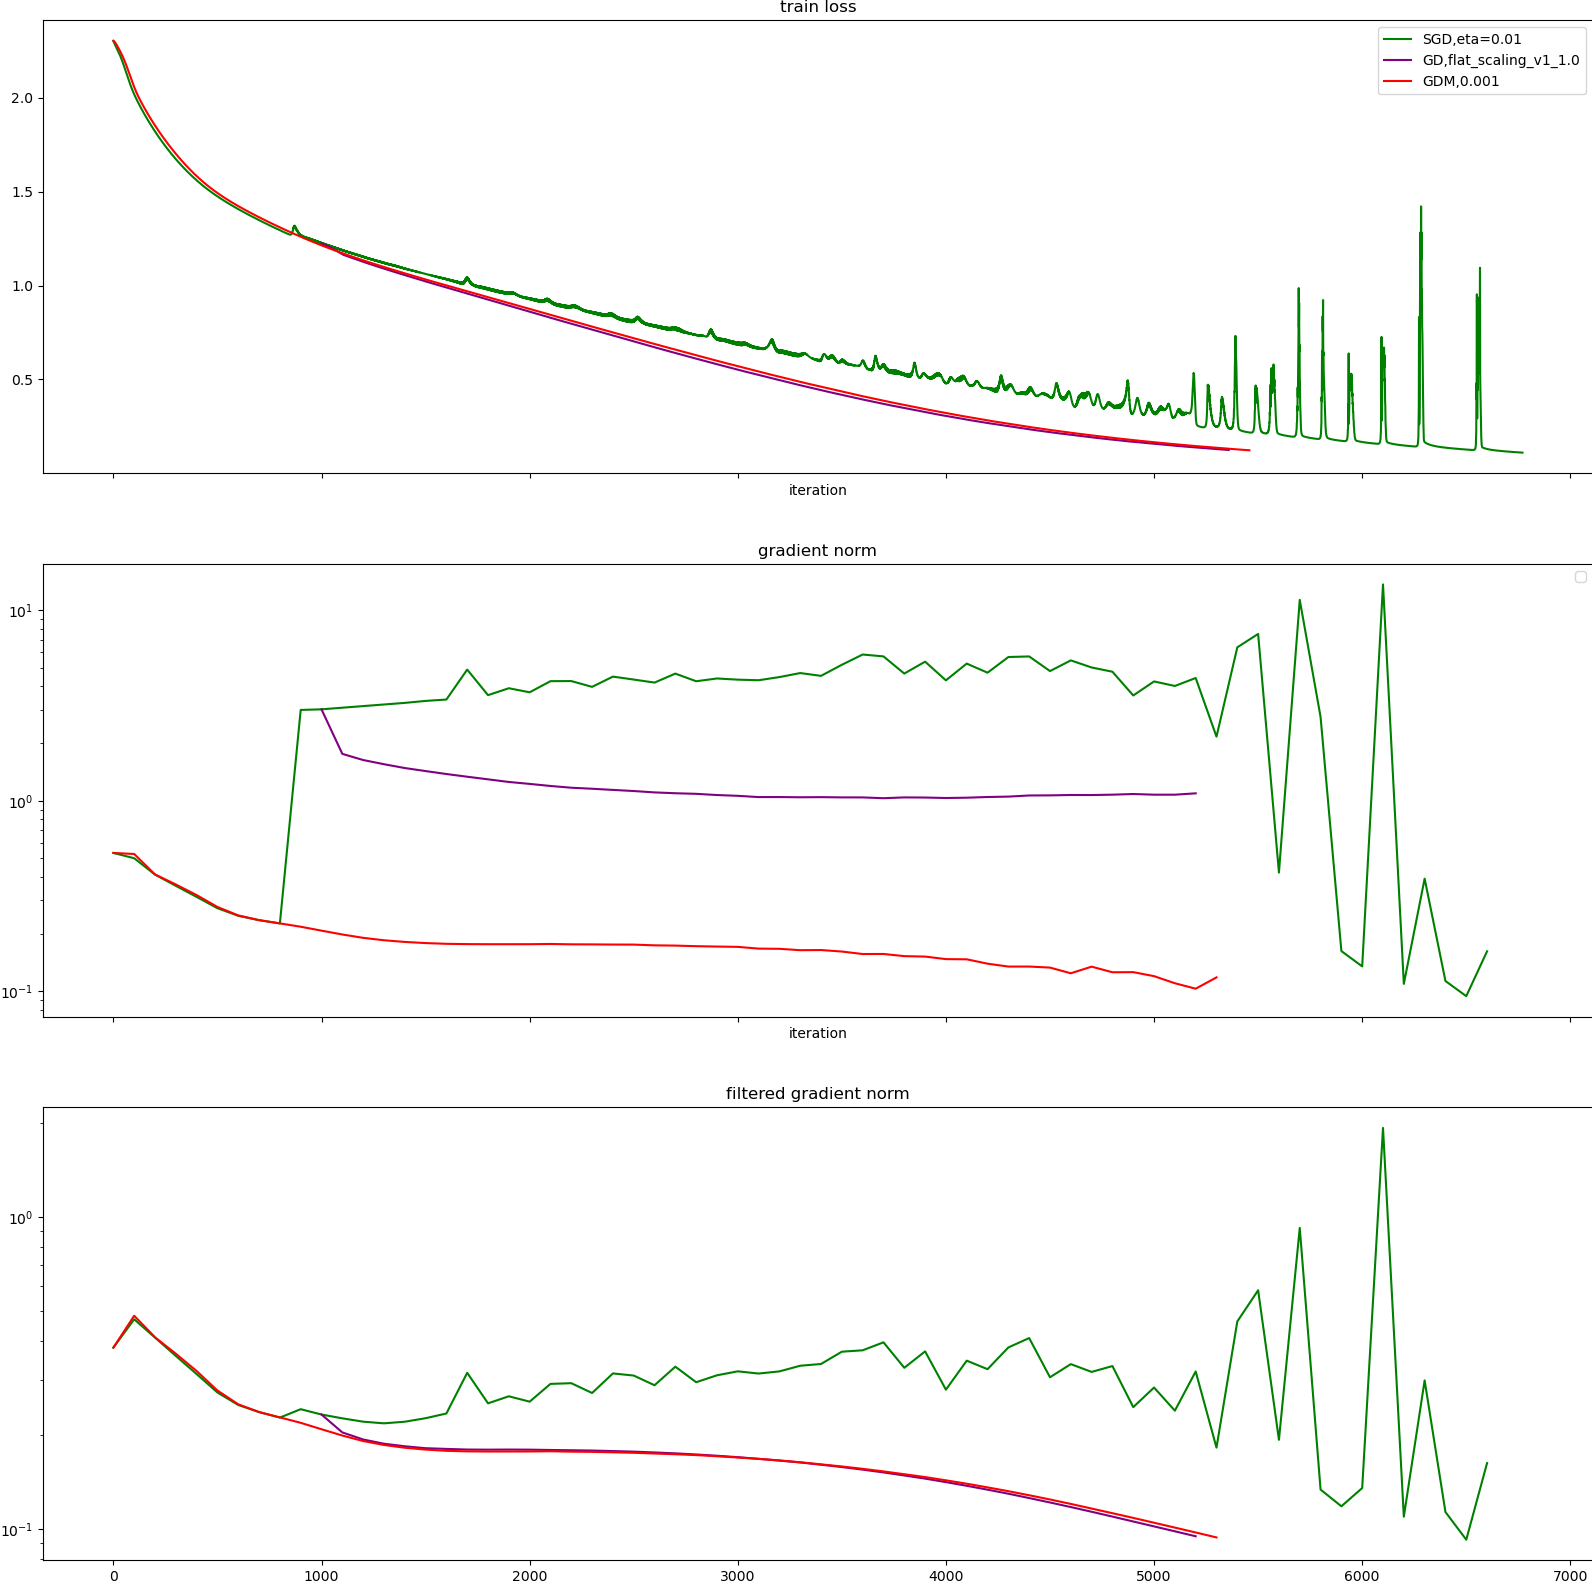 train loss
SGD,eta=0.01
GD,flat_scaling_v1_1.0
GDM,0.001
2.0
1.5
1.0
0.5
iteration
gradient norm
10¹
10⁰
10⁻¹
iteration
filtered gradient norm
10⁰
10⁻¹
0 1000 2000 3000 4000 5000 6000 7000